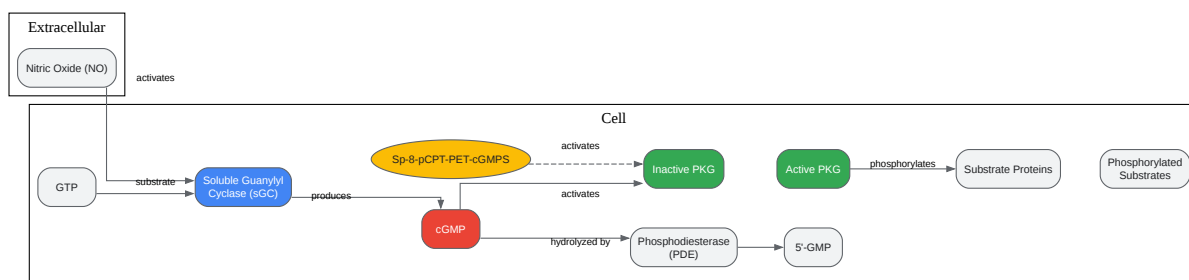 Extracellular
Nitric Oxide (NO)
activates
Cell
Sp-8-pCPT-PET-cGMPS
activates
Inactive PKG
Active PKG
phosphorylates
Substrate Proteins
Phosphorylated
Substrates
GTP
substrate
Soluble Guanylyl
Cyclase (sGC)
produces
activates
cGMP
hydrolyzed by
Phosphodiesterase
(PDE)
5'-GMP